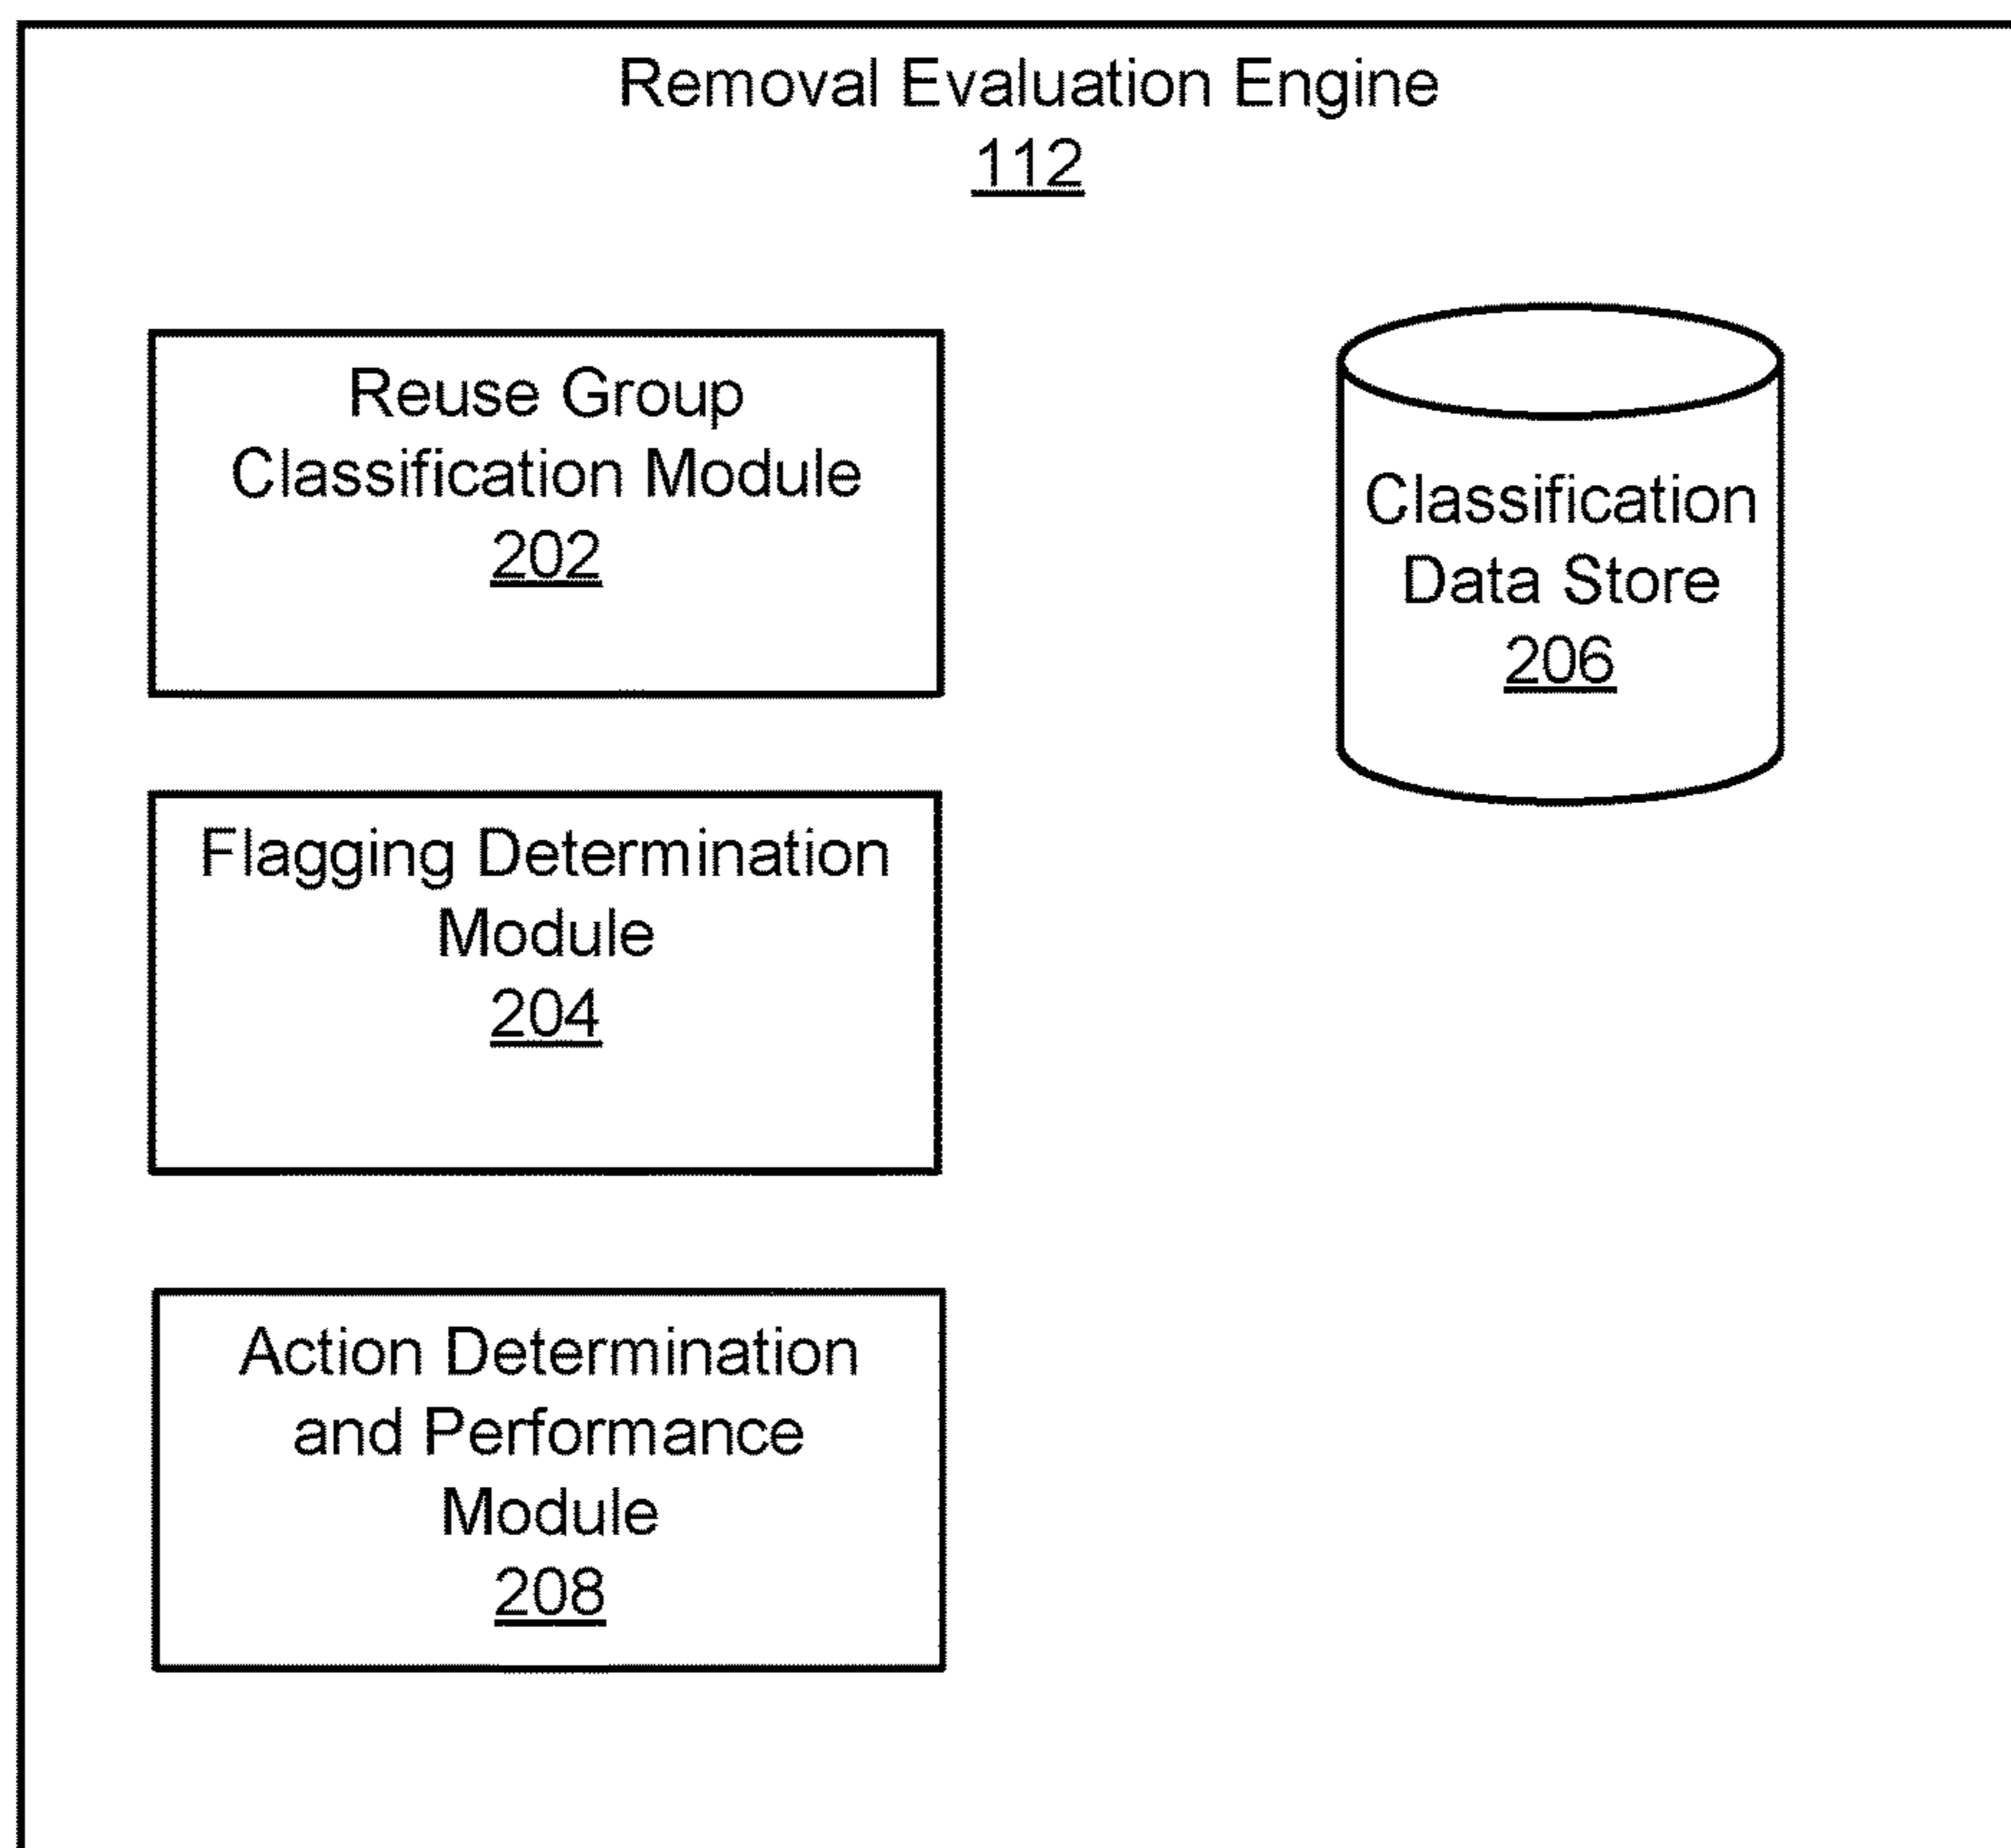 Removal Evaluation Engine
112
Reuse Group
Classification Module
202
Classification
Data Store
206
Flagging Determination
Module
204
Action Determination
and Performance
Module
208